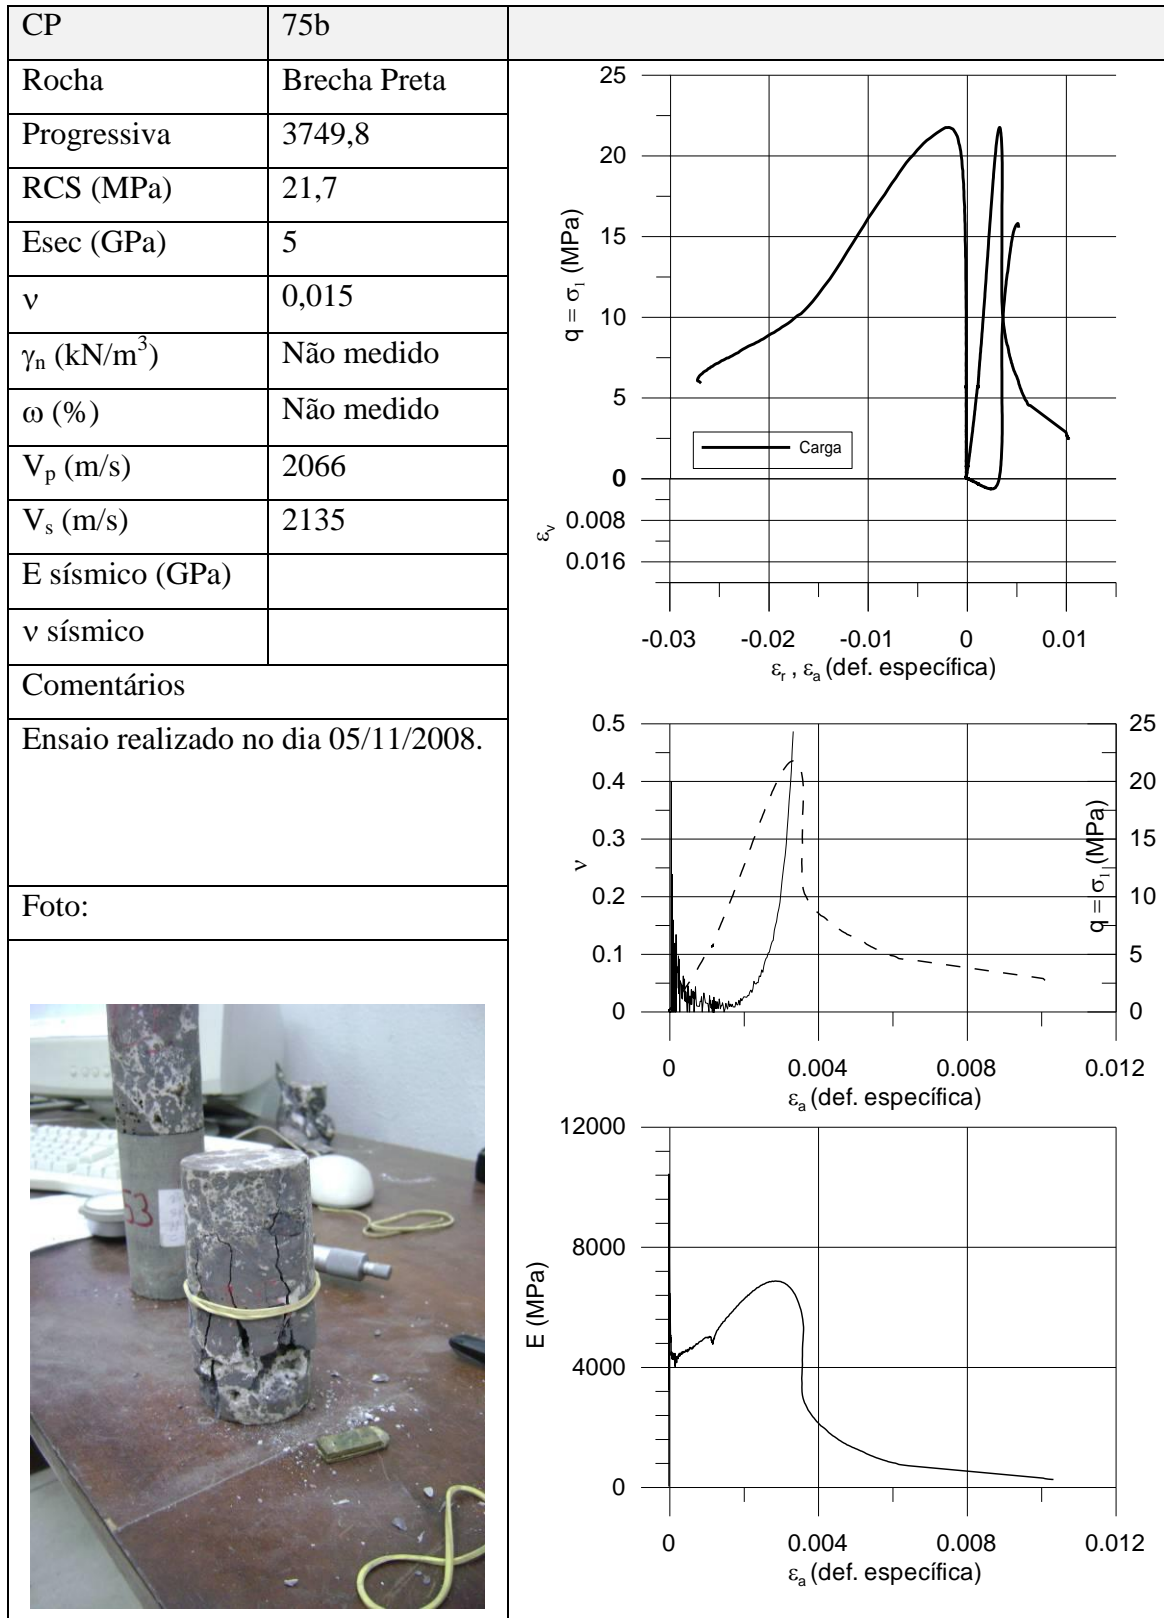 CP 75b
Rocha Brecha Preta
Progressiva 3749,8
RCS (MPa) 21,7
Esec (GPa) 5
ν 0,015
γn (kN/m³) Não medido
ω (%) Não medido
Vp (m/s) 2066
Vs (m/s) 2135
E sísmico (GPa)
ν sísmico
Comentários
Ensaio realizado no dia 05/11/2008.
Foto:
53
25
20
15
10
5
0
q = σ1 (MPa)
Carga
0.008
0.016
εv
-0.03 -0.02 -0.01 0 0.01
εr , εa (def. específica)
0.5
0.4
0.3
0.2
0.1
0
ν
25
20
15
10
5
0
q = σ1 (MPa)
0 0.004 0.008 0.012
εa (def. específica)
12000
8000
4000
0
E (MPa)
0 0.004 0.008 0.012
εa (def. específica)